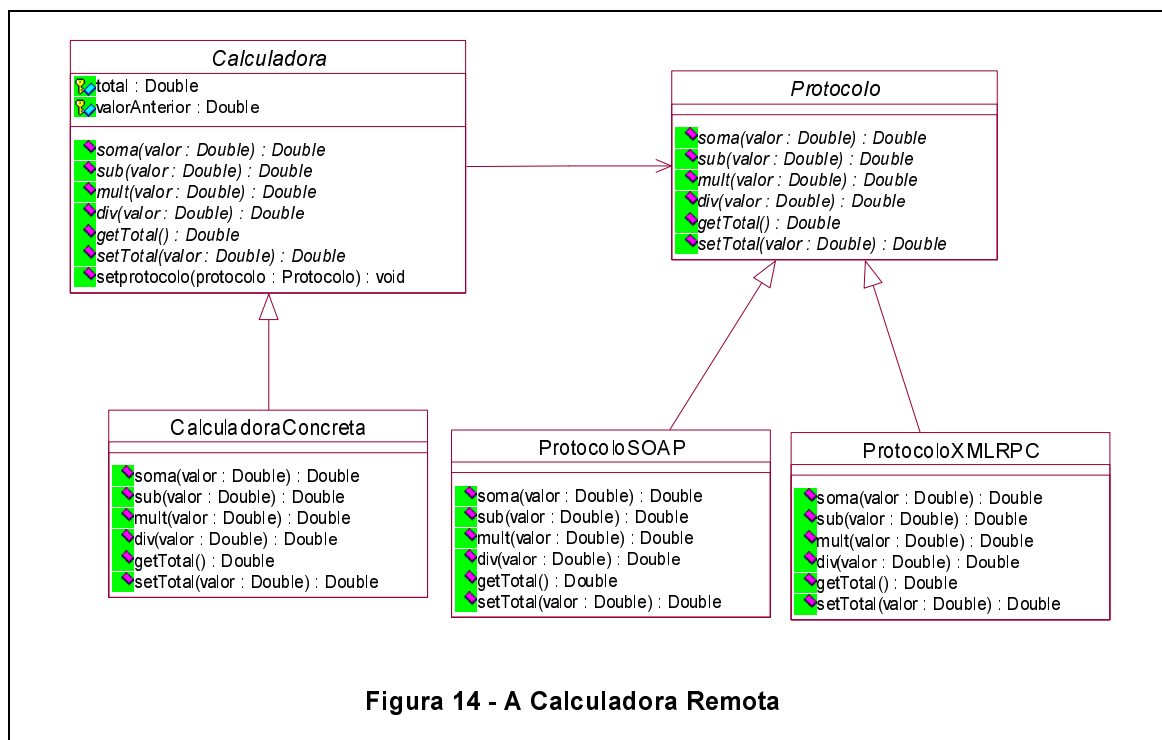 Calculadora
total : Double
valorAnterior : Double
soma(valor : Double) : Double
sub(valor : Double) : Double
mult(valor : Double) : Double
div(valor : Double) : Double
getTotal() : Double
setTotal(valor : Double) : Double
setprotocolo(protocolo : Protocolo) : void
Protocolo
soma(valor : Double) : Double
sub(valor : Double) : Double
mult(valor : Double) : Double
div(valor : Double) : Double
getTotal() : Double
setTotal(valor : Double) : Double
CalculadoraConcreta
soma(valor : Double) : Double
sub(valor : Double) : Double
mult(valor : Double) : Double
div(valor : Double) : Double
getTotal() : Double
setTotal(valor : Double) : Double
ProtocoloSOAP
soma(valor : Double) : Double
sub(valor : Double) : Double
mult(valor : Double) : Double
div(valor : Double) : Double
getTotal() : Double
setTotal(valor : Double) : Double
ProtocoloXMLRPC
soma(valor : Double) : Double
sub(valor : Double) : Double
mult(valor : Double) : Double
div(valor : Double) : Double
getTotal() : Double
setTotal(valor : Double) : Double
Figura 14 - A Calculadora Remota